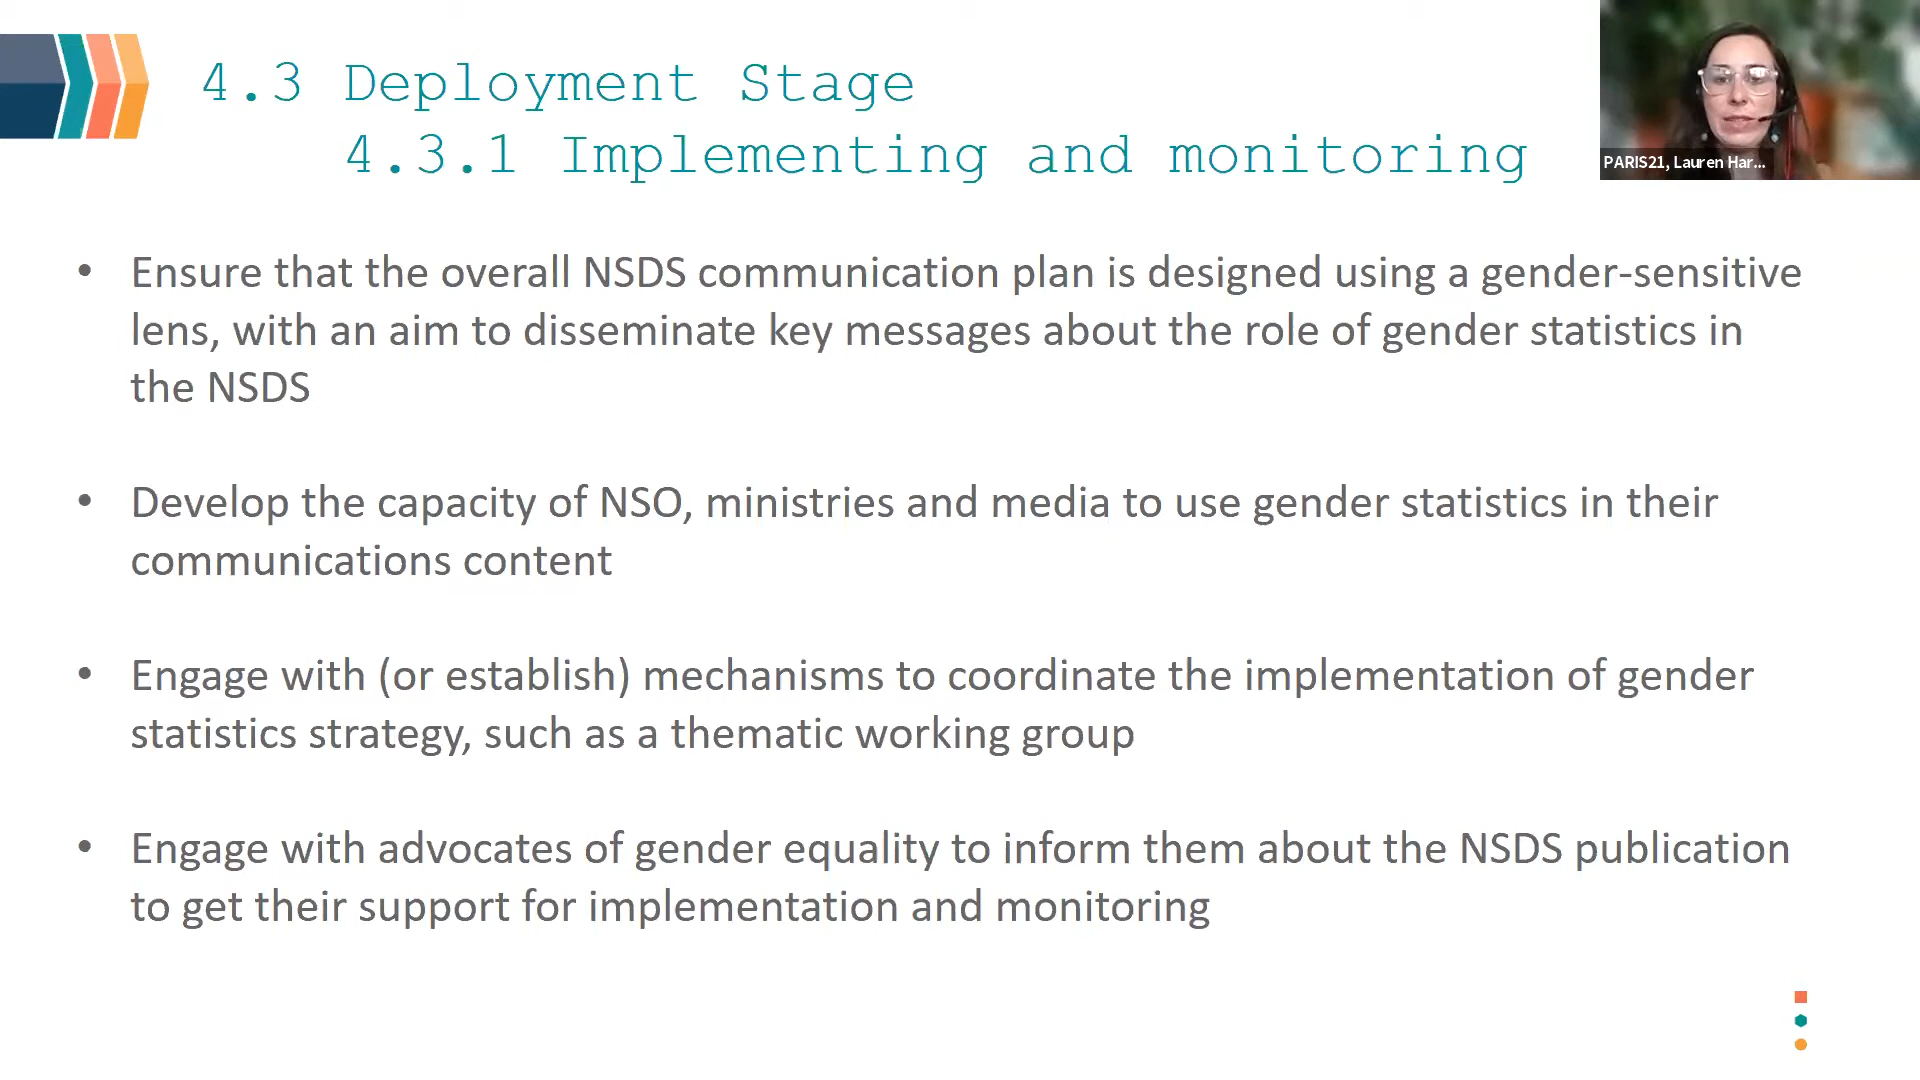 4.3 Deployment Stage
4.3.1 Implementing and monitoring
PARIS21, Lauren Har...
• Ensure that the overall NSDS communication plan is designed using a gender-sensitive
lens, with an aim to disseminate key messages about the role of gender statistics in
the NSDS
• Develop the capacity of NSO, ministries and media to use gender statistics in their
communications content
• Engage with (or establish) mechanisms to coordinate the implementation of gender
statistics strategy, such as a thematic working group
• Engage with advocates of gender equality to inform them about the NSDS publication
to get their support for implementation and monitoring